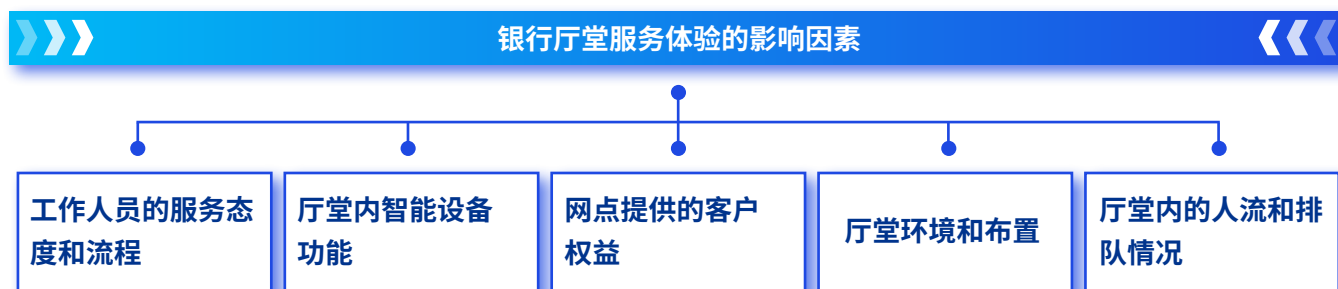 银行厅堂服务体验的影响因素
工作人员的服务态
度和流程
厅堂内智能设备
功能
网点提供的客户
权益
厅堂环境和布置
厅堂内的人流和排
队情况